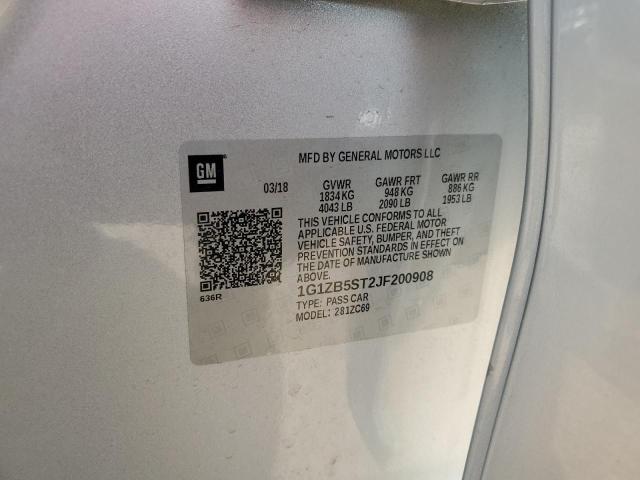 GM
MFD BY GENERAL MOTORS LLC
03/18 GVWR GAWR FRT GAWR RR
1834 KG 948 KG 886 KG
4043 LB 2090 LB 1953 LB
THIS VEHICLE CONFORMS TO ALL
APPLICABLE U.S. FEDERAL MOTOR
VEHICLE SAFETY, BUMPER, AND THEFT
PREVENTION STANDARDS IN EFFECT ON
THE DATE OF MANUFACTURE SHOWN
ABOVE.
1G1ZB5ST2JF200908
TYPE: PASS CAR
MODEL: 281ZC69
636R